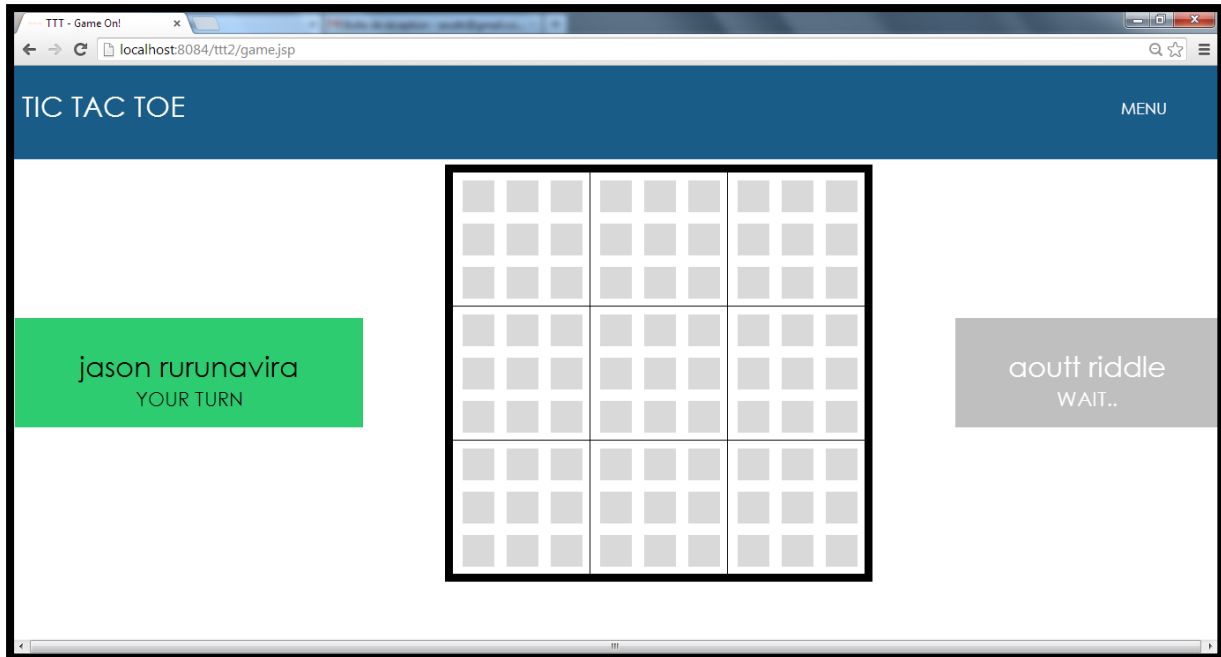 TTT - Game On!
localhost:8084/ttt2/game.jsp
TIC TAC TOE
MENU
jason rurunavira
YOUR TURN
aoutt riddle
WAIT..